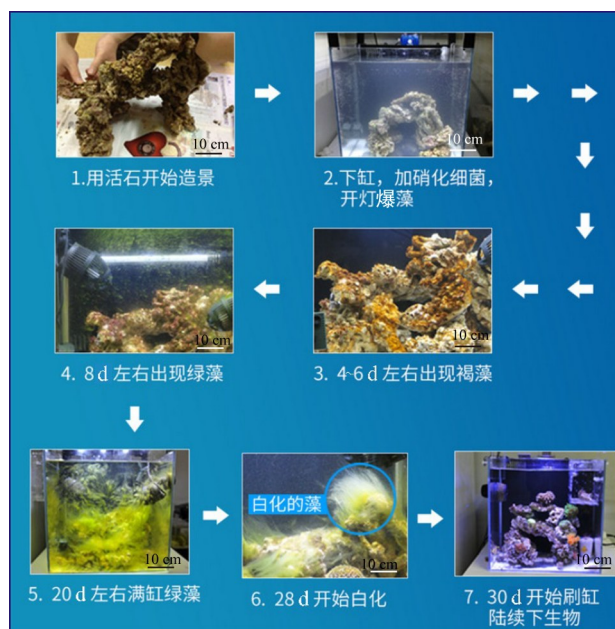 10 cm
10 cm
1.用活石开始造景
2.下缸，加硝化细菌，
开灯爆藻
10 cm
10 cm
4. 8 d 左右出现绿藻
3. 4~6 d 左右出现褐藻
白化的藻
10 cm
10 cm
10 cm
5. 20 d 左右满缸绿藻
6. 28 d 开始白化
7. 30 d 开始刷缸
陆续下生物